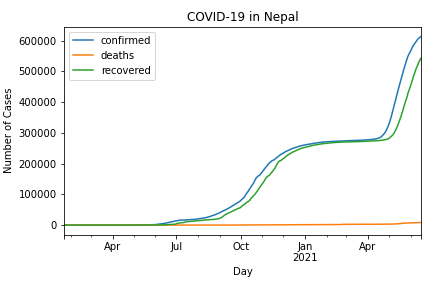 COVID-19 in Nepal
confirmed
deaths
recovered
Number of Cases
600000
500000
400000
300000
200000
100000
0
Apr Jul Oct Jan Apr
2021
Day